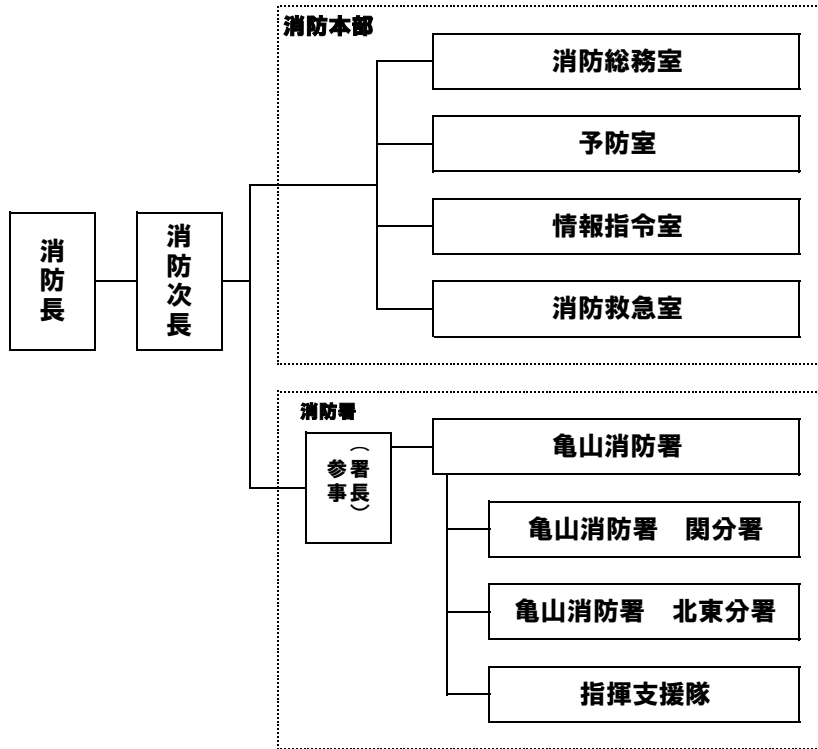 消防本部
消防総務室
予防室
情報指令室
消防救急室
消防長
消防次長
消防署
参事
（署長）
亀山消防署
亀山消防署　関分署
亀山消防署　北東分署
指揮支援隊